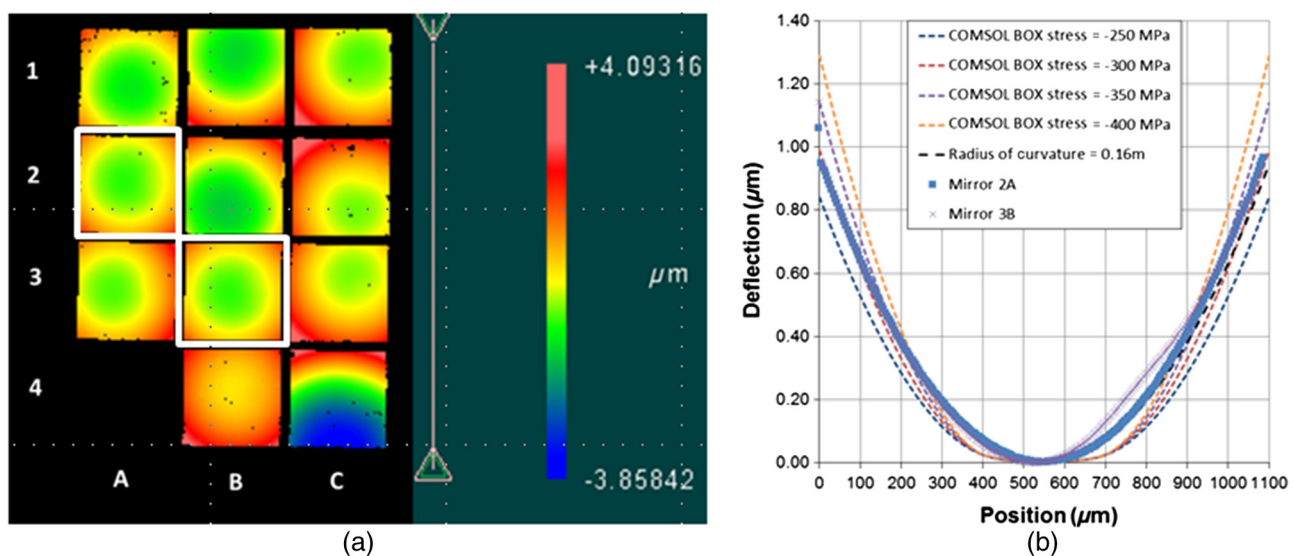 1
2
3
4
A B C
+4.09316
µm
-3.85842
(a)
1.40
1.20
1.00
0.80
0.60
0.40
0.20
0.00
Deflection (µm)
COMSOL BOX stress = -250 MPa
COMSOL BOX stress = -300 MPa
COMSOL BOX stress = -350 MPa
COMSOL BOX stress = -400 MPa
Radius of curvature = 0.16m
Mirror 2A
Mirror 3B
0 100 200 300 400 500 600 700 800 900 1000 1100
Position (µm)
(b)